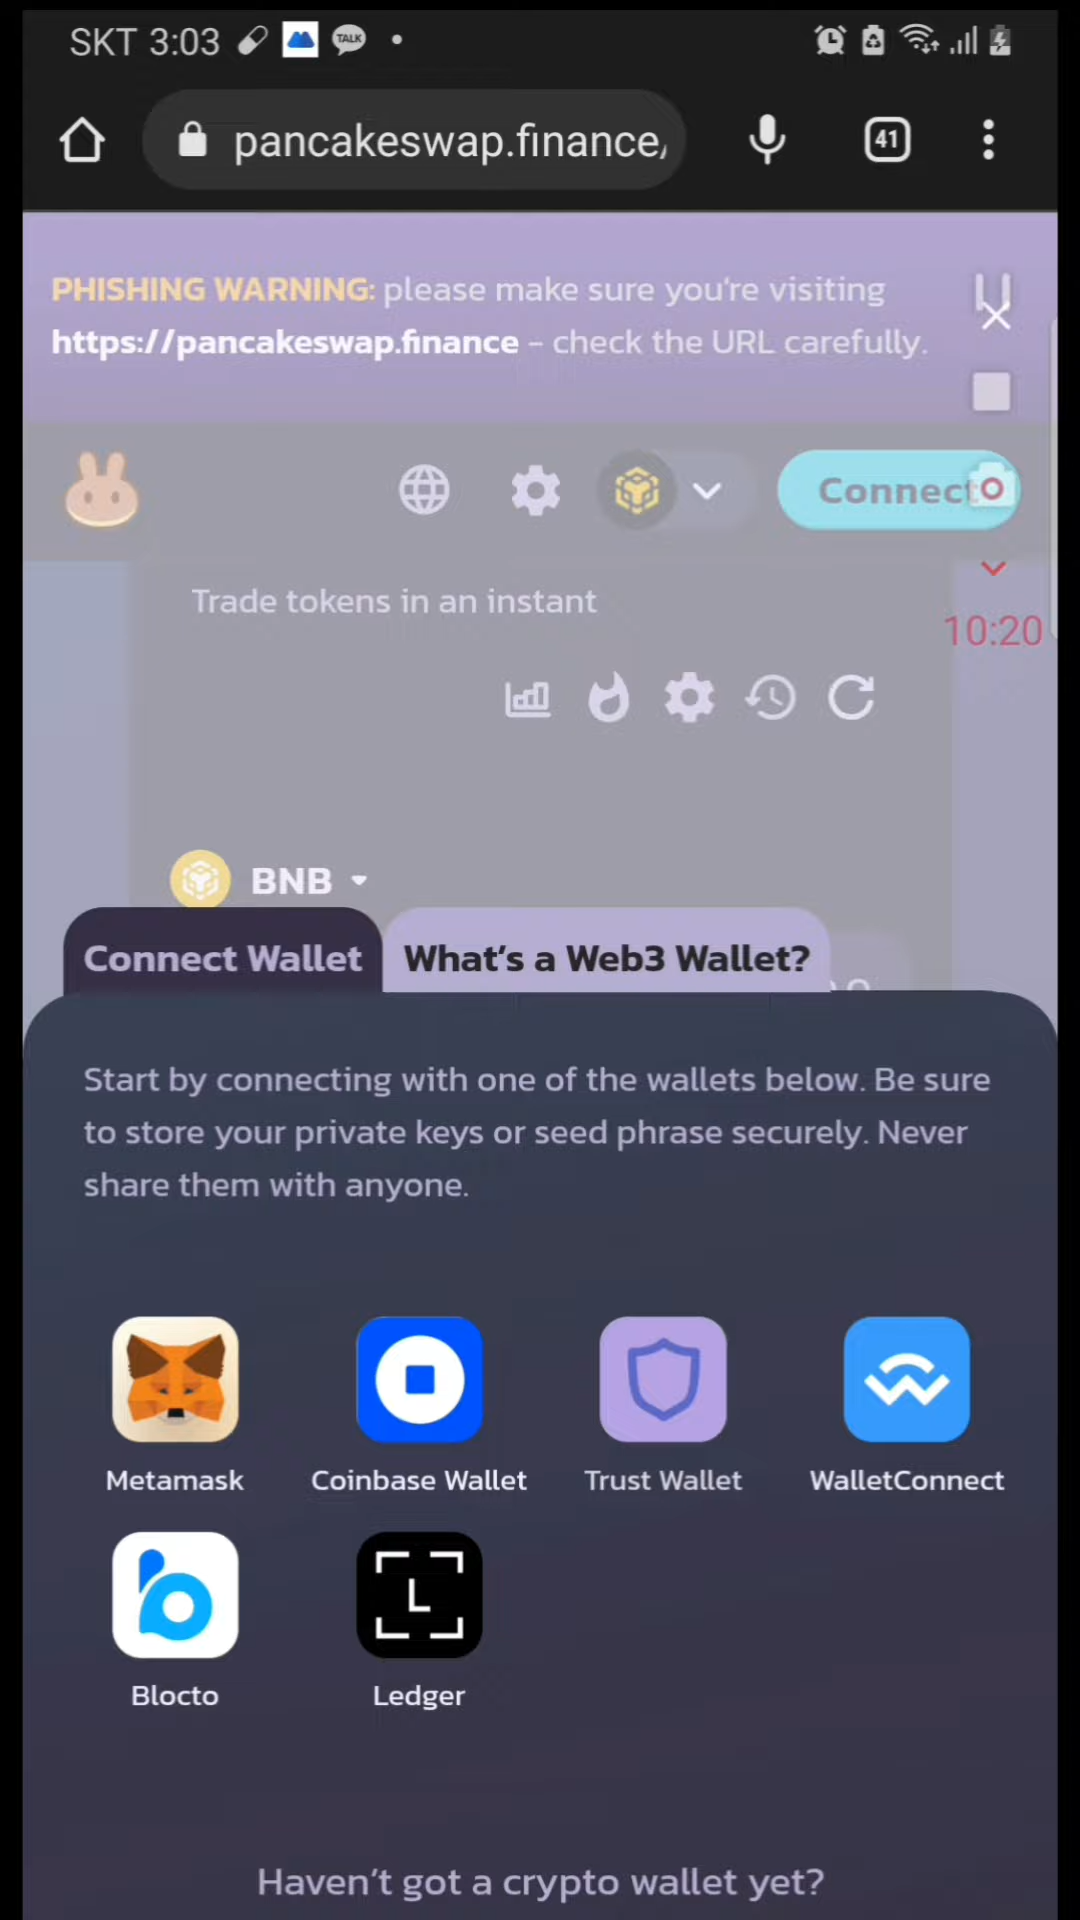 SKT 3:03
TALK
pancakeswap.finance/
41
PHISHING WARNING: please make sure you're visiting
https://pancakeswap.finance - check the URL carefully.
Connect
Trade tokens in an instant
10:20
BNB
Connect Wallet
What's a Web3 Wallet?
Start by connecting with one of the wallets below. Be sure
to store your private keys or seed phrase securely. Never
share them with anyone.
Metamask
Coinbase Wallet
Trust Wallet
WalletConnect
Blocto
L
Ledger
Haven't got a crypto wallet yet?